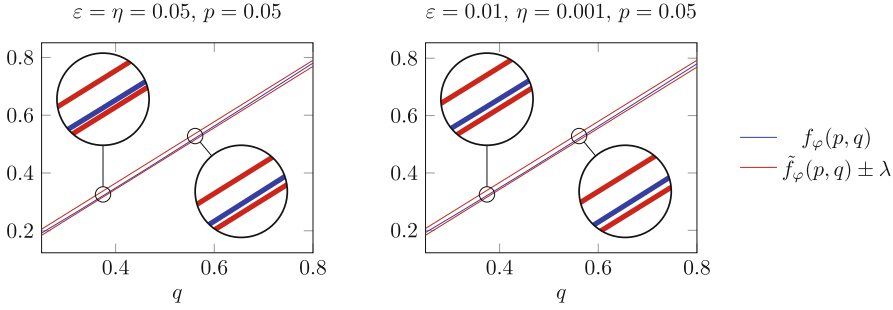 ε = η = 0.05, p = 0.05
0.8
0.6
0.4
0.2
0.4 0.6 0.8
q
ε = 0.01, η = 0.001, p = 0.05
0.8
0.6
0.4
0.2
0.4 0.6 0.8
q
f_φ(p, q)
f̃_φ(p, q) ± λ